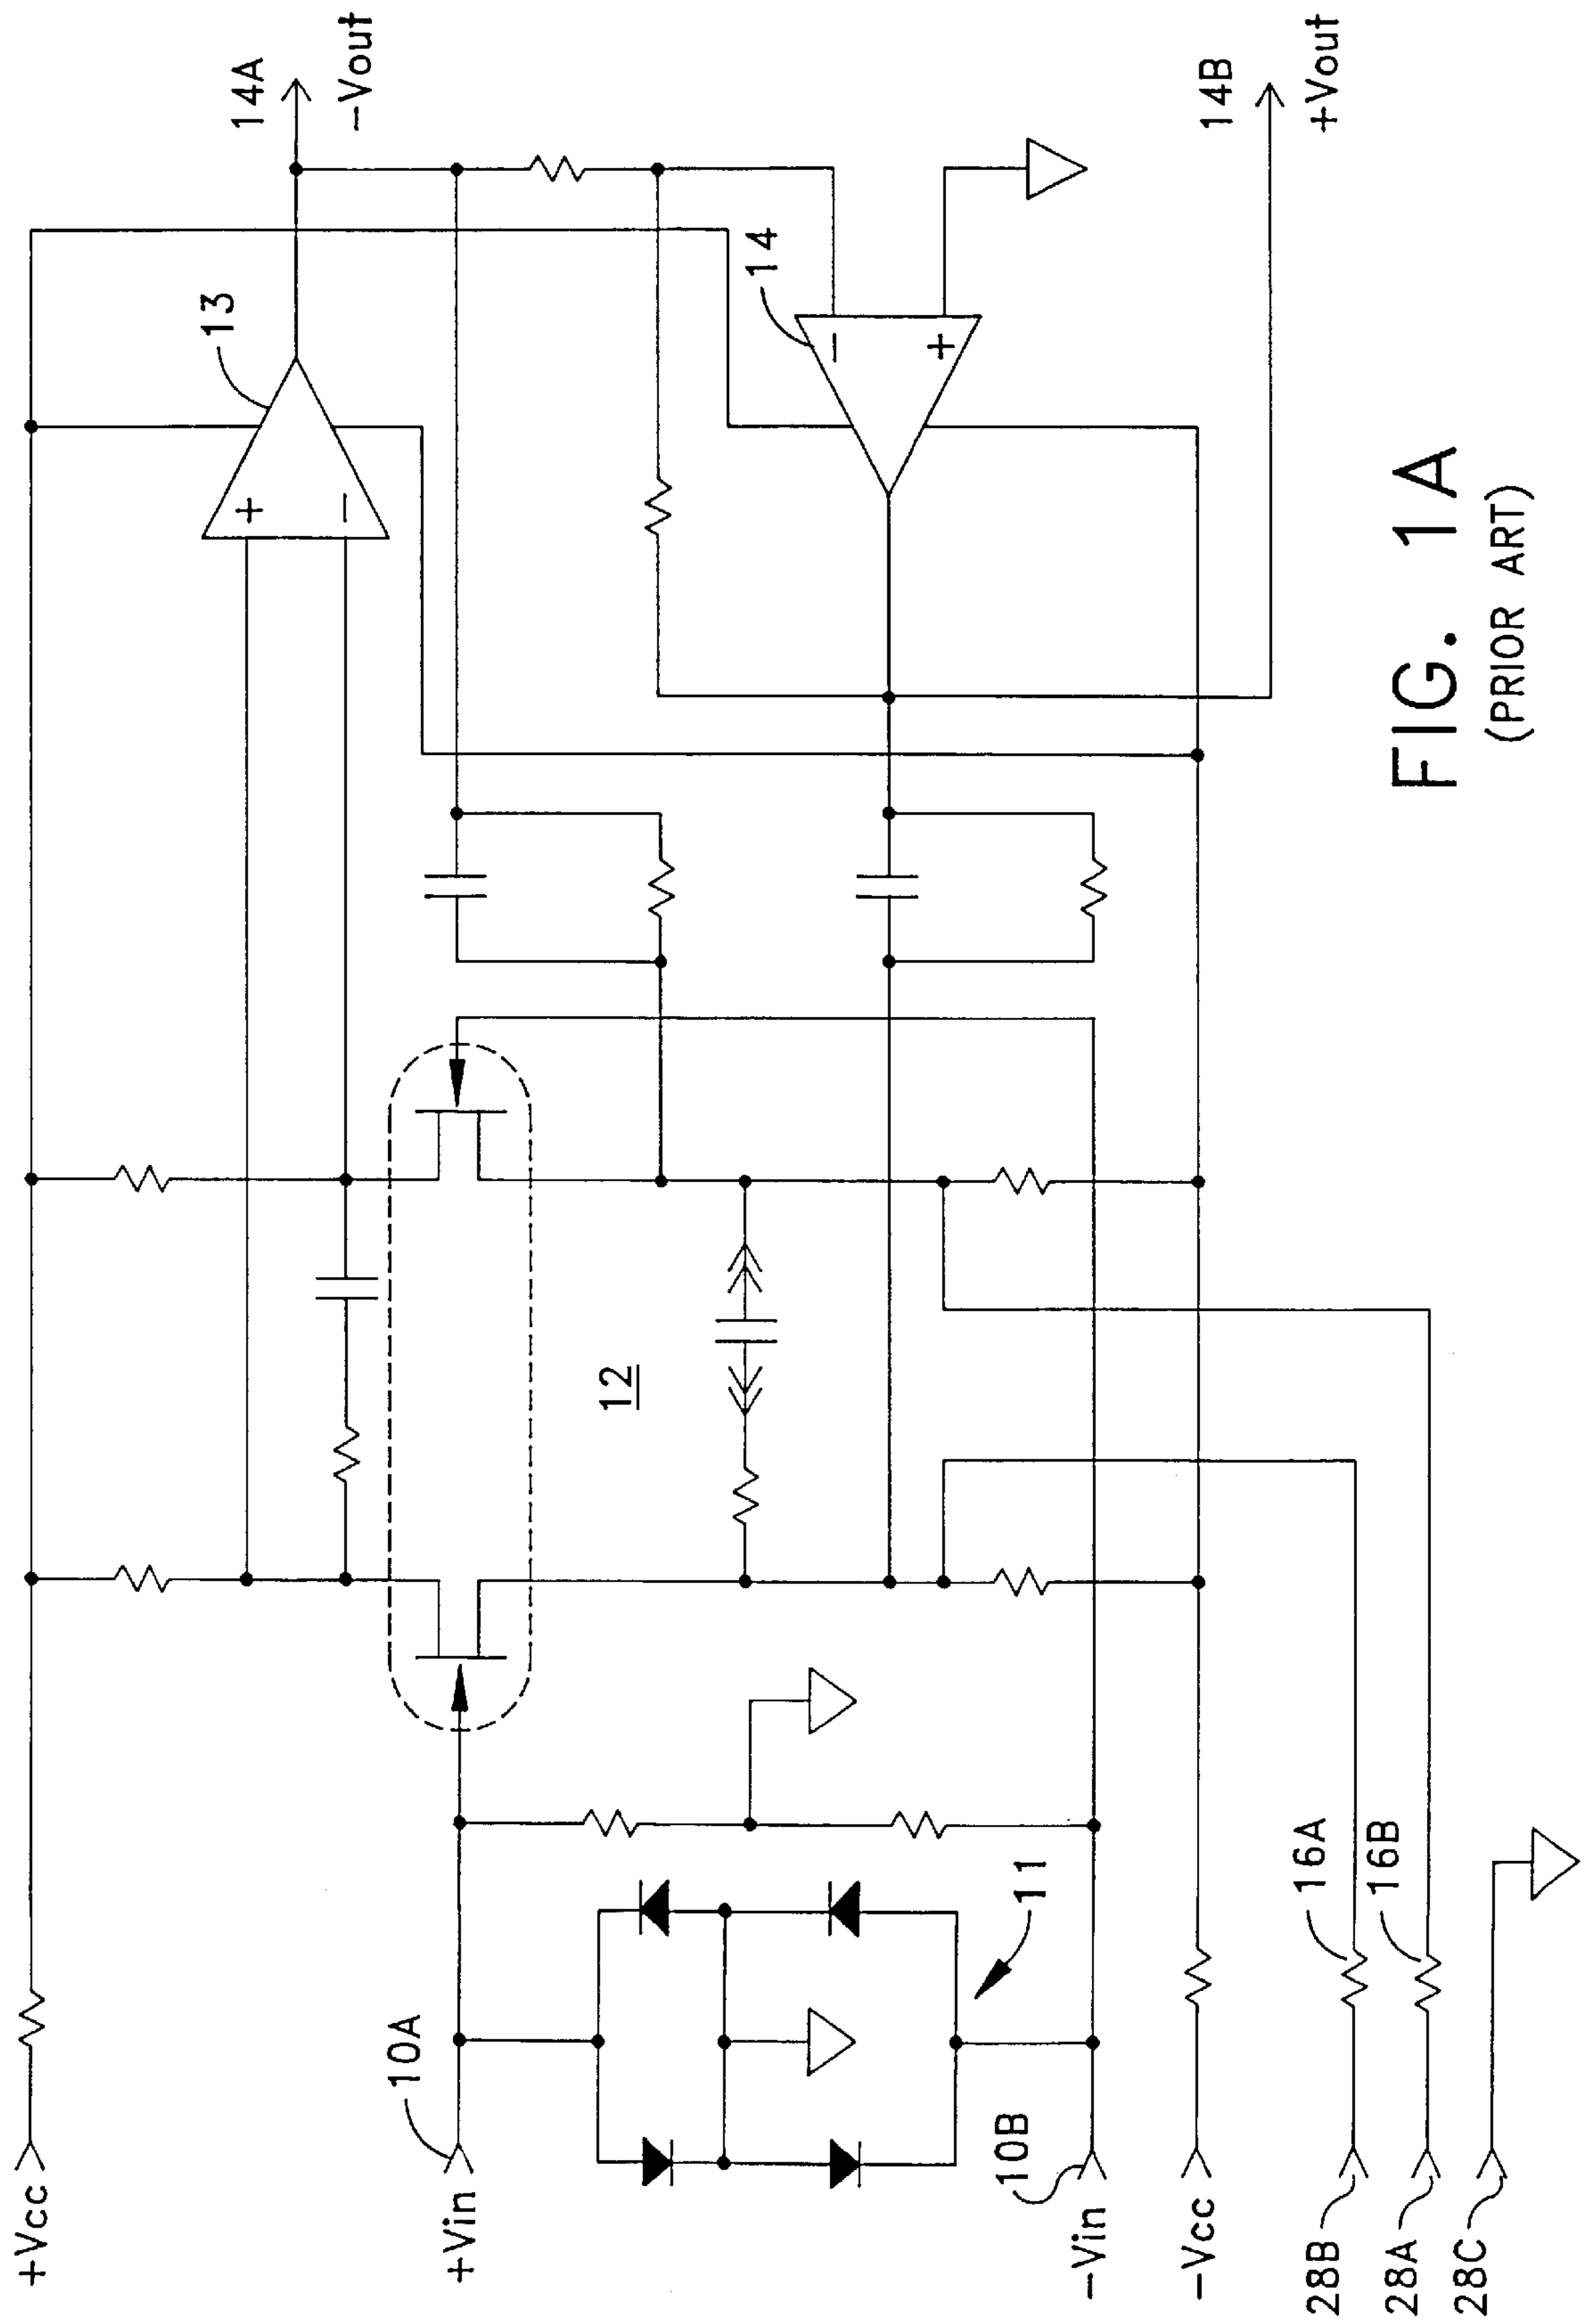 +Vcc
+Vin
10A
10B
-Vin
-Vcc
28B
28A
28C
16A
16B
11
12
13
+
-
14
-
+
14A
-Vout
14B
+Vout
FIG. 1A
(PRIOR ART)